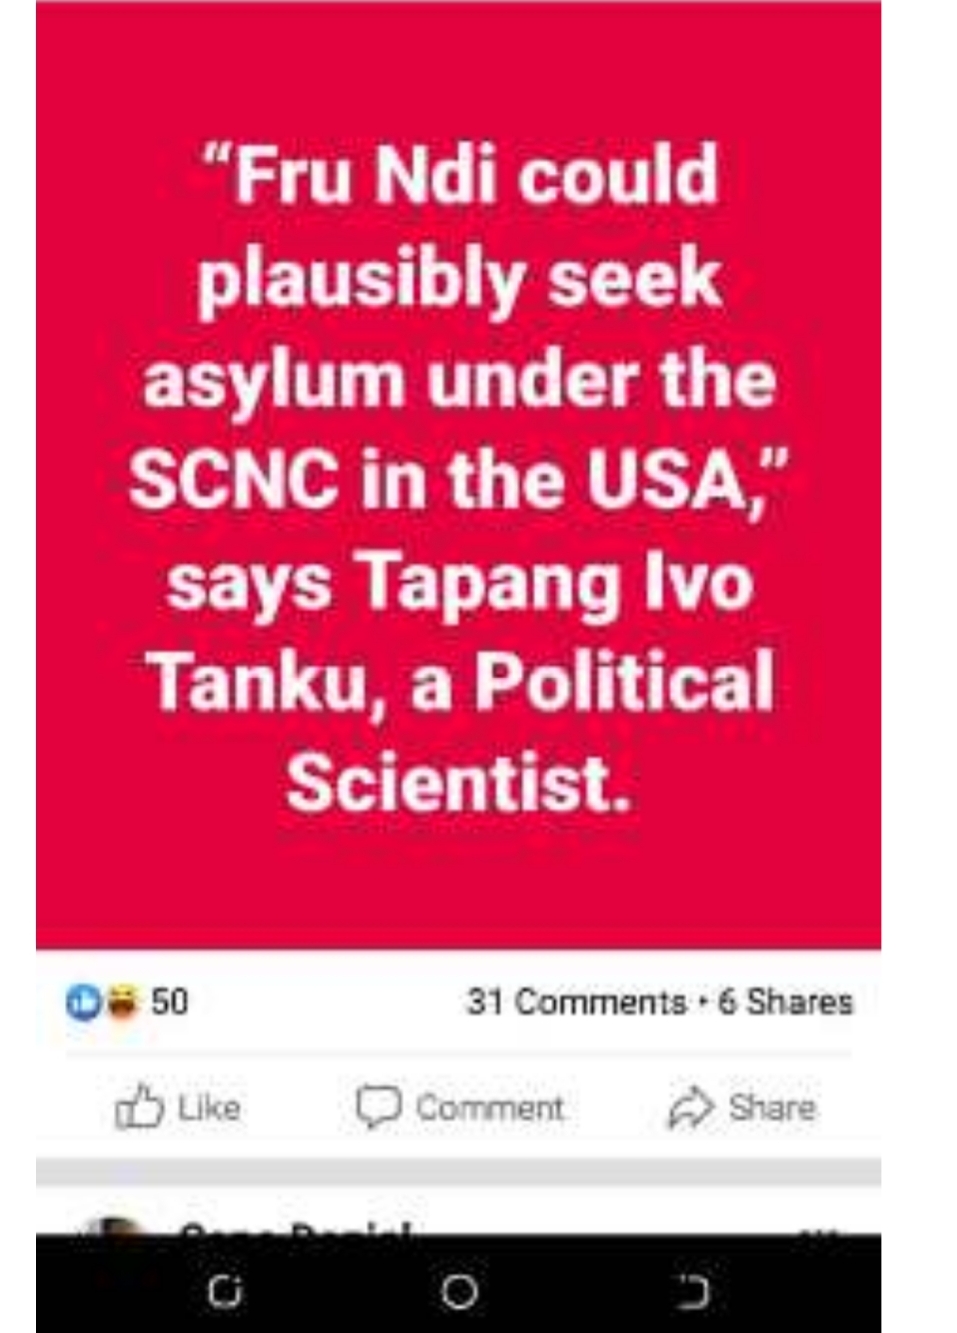 “Fru Ndi could
plausibly seek
asylum under the
SCNC in the USA,”
says Tapang Ivo
Tanku, a Political
Scientist.
50
31 Comments • 6 Shares
Like
Comment
Share